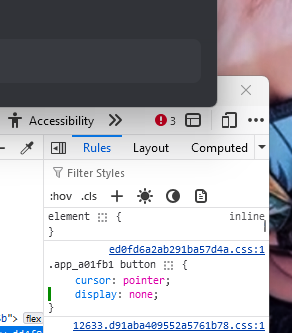 Accessibility 3
Rules Layout Computed
Filter Styles
:hov .cls
element { inline
}
ed0fd6a2ab291ba57d4a.css:1
.app_a01fb1 button { 
cursor: pointer;
display: none;
}
5b"> flex
12633.d91aba409552a5761b78.css:1